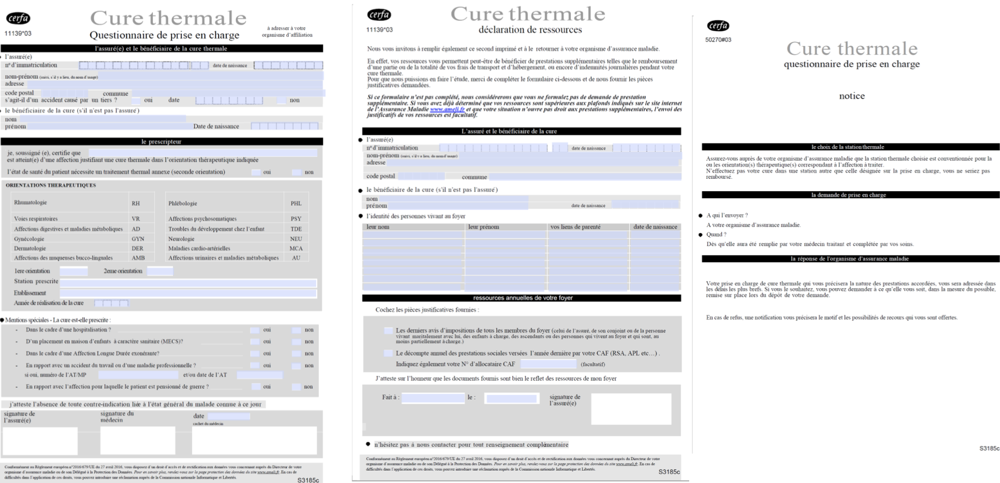 cerfa
11139*03
Cure thermale
Questionnaire de prise en charge
à adresser à votre
organisme d'affiliation
l'assuré(e) et le bénéficiaire de la cure thermale
l'assuré(e)
n° d'immatriculation date de naissance
nom-prénom (suivi, s'il y a lieu, du nom d'usage)
adresse
code postal commune
s'agit-il d'un accident causé par un tiers ? oui date non
le bénéficiaire de la cure (s'il n'est pas l'assuré)
nom
prénom Date de naissance
le prescripteur
je, soussigné (e), certifie que
est atteint(e) d'une affection justifiant une cure thermale dans l'orientation thérapeutique indiquée
l'état de santé du patient nécessite un traitement thermal annexe (seconde orientation) oui non
ORIENTATIONS THERAPEUTIQUES
Rhumatologie RH Phlébologie PHL
Voies respiratoires VR Affections psychosomatiques PSY
Affections digestives et maladies métaboliques AD Troubles du développement chez l'enfant TDE
Gynécologie GYN Neurologie NEU
Dermatologie DER Maladies cardio-artérielles MCA
Affections des muqueuses bucco-linguales AMB Affections urinaires et maladies métaboliques AU
1ere orientation 2eme orientation
Station prescrite
Etablissement
Année de réalisation de la cure
Mentions spéciales - La cure est-elle prescrite :
- Dans le cadre d'une hospitalisation ? oui non
- D'un placement en maison d'enfants à caractère sanitaire (MECS)? oui non
- Dans le cadre d'une Affection Longue Durée exonérante? oui non
- En rapport avec un accident du travail ou d'une maladie professionnelle ? oui non
si oui, numéro de l'AT/MP et/ou date de l'AT
- En rapport avec l'affection pour laquelle le patient est pensionné de guerre ? oui non
j'atteste l'absence de toute contre-indication liée à l'état général du malade connue à ce jour
signature de
l'assuré(e)
signature du
médecin
date
cachet du médecin
Conformément au Règlement européen n°2016/679/UE du 27 avril 2016, vous disposez d'un droit d'accès et de rectification aux données vous concernant auprès du Directeur de votre
organisme d'assurance maladie ou de son Délégué à la Protection des Données. Pour en savoir plus, rendez-vous sur la page protection des données du site www.ameli.fr .En cas de
difficultés dans l'application de ces droits, vous pouvez introduire une réclamation auprès de la Commission nationale Informatique et Libertés.
S3185c
cerfa
11139*03
Cure thermale
déclaration de ressources
Nous vous invitons à remplir également ce second imprimé et à le retourner à votre organisme d'assurance maladie.
En effet, vos ressources vous permettent peut-être de bénéficier de prestations supplémentaires telles que le remboursement
d'une partie ou de la totalité de vos frais de transport et d'hébergement, ou encore d'indemnités journalières pendant votre
cure thermale.
Pour que nous puissions en faire l'étude, merci de compléter le formulaire ci-dessous et de nous fournir les pièces
justificatives demandées.
Si ce formulaire n'est pas complété, nous considérerons que vous ne formulez pas de demande de prestation
supplémentaire. Si vous avez déjà déterminé que vos ressources sont supérieures aux plafonds indiqués sur le site internet
de l'Assurance Maladie www.ameli.fr et que votre situation n'ouvre pas droit aux prestations supplémentaires, l'envoi des
justificatifs de vos ressources est facultatif.
L'assuré et le bénéficiaire de la cure
l'assuré(e)
n° d'immatriculation date de naissance
nom-prénom (suivi, s'il y a lieu, du nom d'usage)
adresse
code postal commune
le bénéficiaire de la cure (s'il n'est pas l'assuré)
nom
prénom date de naissance
l'identité des personnes vivant au foyer
leur nom leur prénom vos liens de parenté date de naissance
ressources annuelles de votre foyer
Cochez les pièces justificatives fournies :
Les derniers avis d'impositions de tous les membres du foyer (celui de l'assuré, de son conjoint ou de la personne
vivant maritalement avec lui, des enfants à charge, des ascendants ou des personnes qui vivent au foyer et qui sont, au
moins partiellement à charge.)
Le décompte annuel des prestations sociales versées l'année dernière par votre CAF (RSA, APL etc…) .
Indiquez également votre N° d'allocataire CAF (facultatif)
J'atteste sur l'honneur que les documents fournis sont bien le reflet des ressources de mon foyer
Fait à : le : signature de
l'assuré(e)
n'hésitez pas à nous contacter pour tout renseignement complémentaire
Conformément au Règlement européen n°2016/679/UE du 27 avril 2016, vous disposez d'un droit d'accès et de rectification aux données vous concernant auprès du Directeur de votre
organisme d'assurance maladie ou de son Délégué à la Protection des Données. Pour en savoir plus, rendez-vous sur la page protection des données du site www.ameli.fr .En cas de
difficultés dans l'application de ces droits, vous pouvez introduire une réclamation auprès de la Commission nationale Informatique et Libertés.
S3185c
cerfa
50270#03
Cure thermale
questionnaire de prise en charge
notice
le choix de la station thermale
Assurez-vous auprès de votre organisme d'assurance maladie que la station thermale choisie est conventionnée pour la
ou les orientation(s) thérapeutique(s) correspondant à l'affection à traiter.
N'effectuez pas votre cure dans une station autre que celle désignée sur la prise en charge, vous ne seriez pas
remboursé.
la demande de prise en charge
A qui l'envoyer ?
A votre organisme d'assurance maladie.
Quand ?
Dès qu'elle aura été remplie par votre médecin traitant et complétée par vos soins.
la réponse de l'organisme d'assurance maladie
Votre prise en charge de cure thermale qui vous précisera la nature des prestations accordées, vous sera adressée dans
les délais les plus brefs. Si vous le souhaitez, vous pouvez demander à ce qu'elle vous soit, dans la mesure du possible,
remise sur place lors du dépôt de votre demande.
En cas de refus, une notification vous précisera le motif et les possibilités de recours qui vous sont offertes.
S3185c